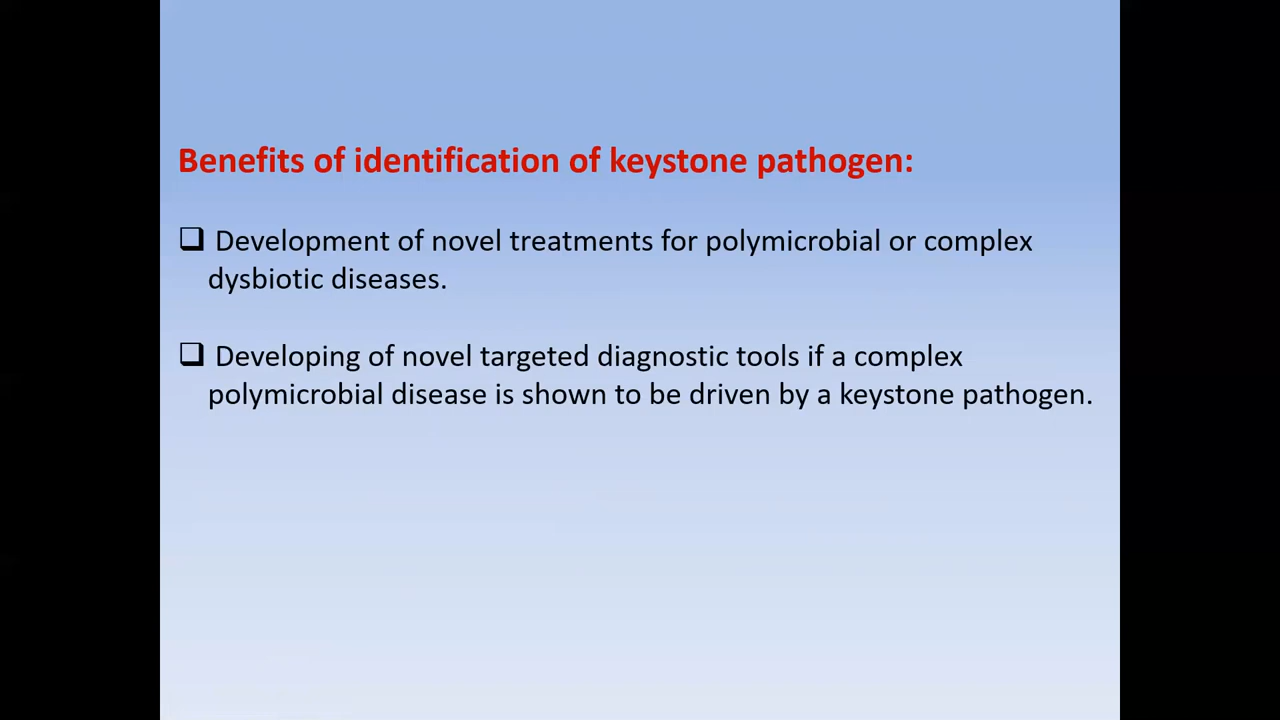 Benefits of identification of keystone pathogen:
❑ Development of novel treatments for polymicrobial or complex
dysbiotic diseases.
❑ Developing of novel targeted diagnostic tools if a complex
polymicrobial disease is shown to be driven by a keystone pathogen.